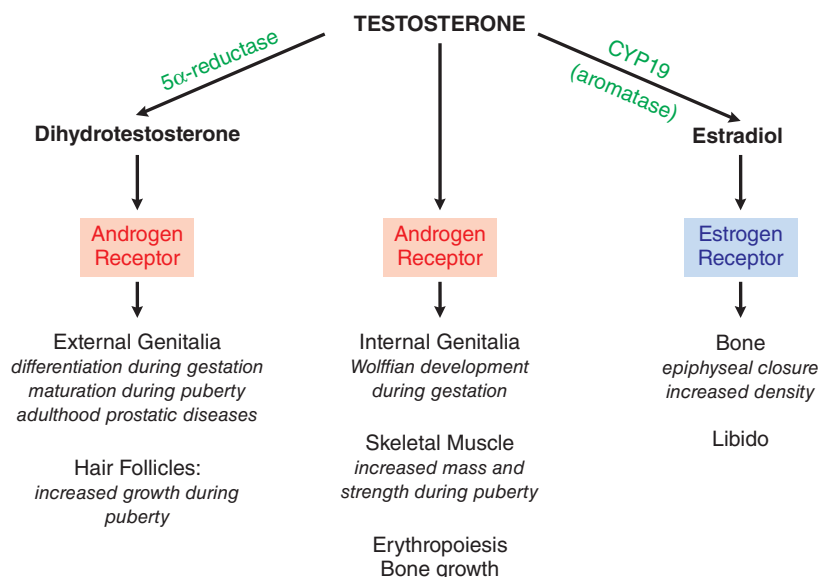 TESTOSTERONE
5α-reductase
CYP19
(aromatase)
Dihydrotestosterone
Estradiol
Androgen
Receptor
Androgen
Receptor
Estrogen
Receptor
External Genitalia
differentiation during gestation
maturation during puberty
adulthood prostatic diseases
Hair Follicles:
increased growth during
puberty
Internal Genitalia
Wolffian development
during gestation
Skeletal Muscle
increased mass and
strength during puberty
Erythropoiesis
Bone growth
Bone
epiphyseal closure
increased density
Libido